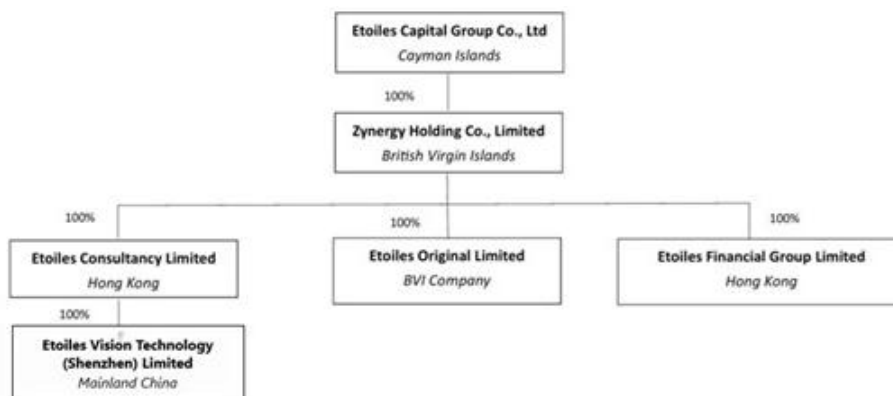 Etoiles Capital Group Co., Ltd
Cayman Islands
100%
Zynergy Holding Co., Limited
British Virgin Islands
100%
100%
100%
Etoiles Consultancy Limited
Hong Kong
Etoiles Original Limited
BVI Company
Etoiles Financial Group Limited
Hong Kong
100%
Etoiles Vision Technology
(Shenzhen) Limited
Mainland China